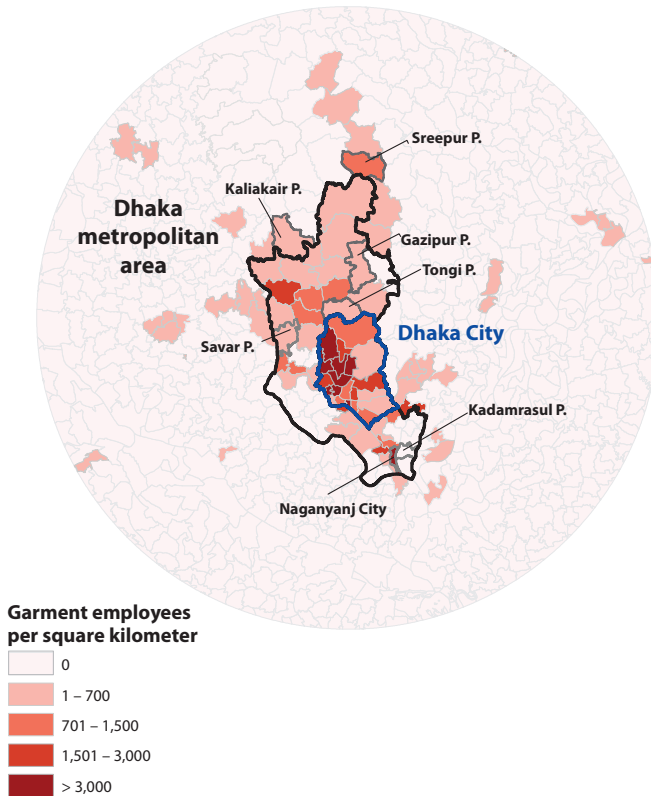 Sreepur P.
Kaliakair P.
Dhaka
metropolitan
area
Gazipur P.
Tongi P.
Dhaka City
Savar P.
Kadamrasul P.
Naganyanj City
Garment employees
per square kilometer
0
1 – 700
701 – 1,500
1,501 – 3,000
> 3,000